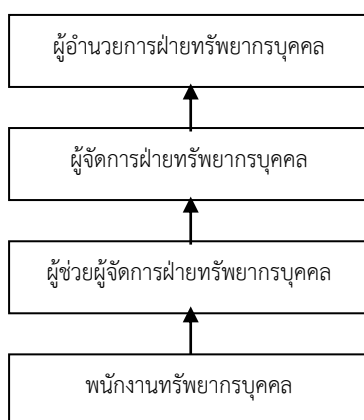 ผู้อำนวยการฝ่ายทรัพยากรบุคคล
ผู้จัดการฝ่ายทรัพยากรบุคคล
ผู้ช่วยผู้จัดการฝ่ายทรัพยากรบุคคล
พนักงานทรัพยากรบุคคล